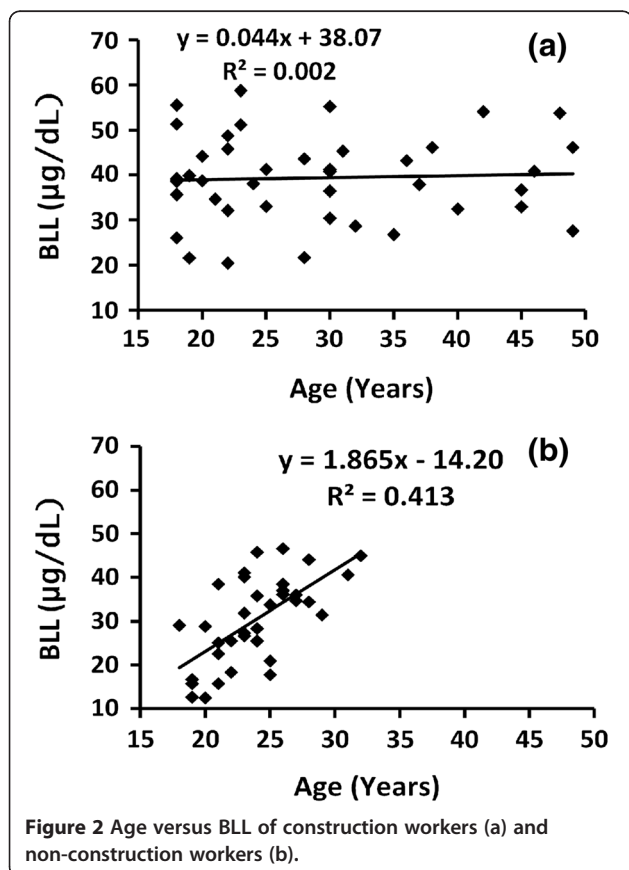 y = 0.044x + 38.07
R² = 0.002
(a)
BLL (µg/dL)
70
60
50
40
30
20
10
15 20 25 30 35 40 45 50
Age (Years)
y = 1.865x - 14.20
R² = 0.413
(b)
BLL (µg/dL)
70
60
50
40
30
20
10
15 20 25 30 35 40 45 50
Age (Years)
Figure 2 Age versus BLL of construction workers (a) and
non-construction workers (b).